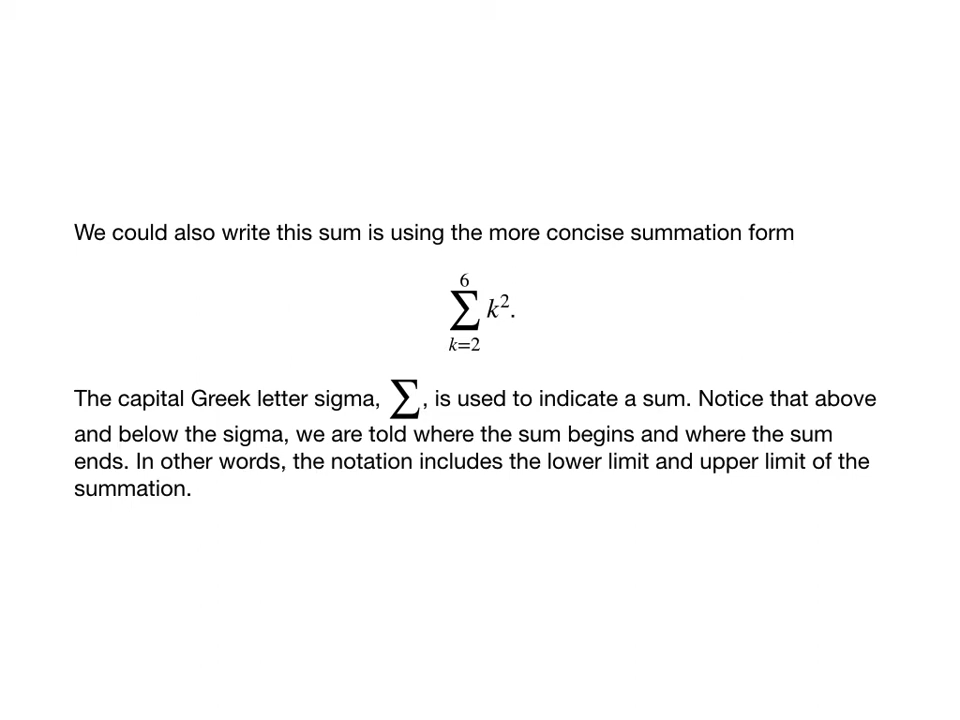 We could also write this sum is using the more concise summation form
6
∑ k².
k=2
The capital Greek letter sigma, ∑, is used to indicate a sum. Notice that above
and below the sigma, we are told where the sum begins and where the sum
ends. In other words, the notation includes the lower limit and upper limit of the
summation.